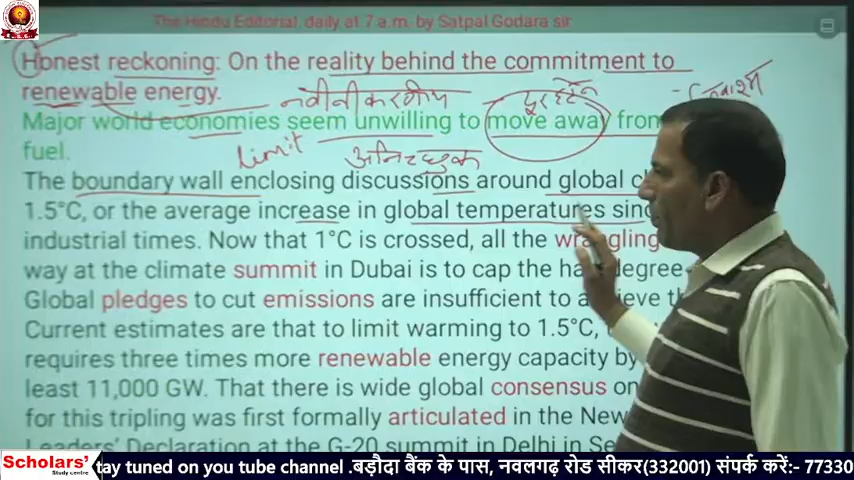 The Hindu Editorial, daily at 7 a.m. by Satpal Godara sir
Honest reckoning: On the reality behind the commitment to
renewable energy.
नवीनीकरणीय
दूर हटना
Major world economies seem unwilling to move away from
fuel.
limit
अनिच्छुक
The boundary wall enclosing discussions around global
1.5°C, or the average increase in global temperatures sinc
industrial times. Now that 1°C is crossed, all the wrangling
way at the climate summit in Dubai is to cap the ha degree
Global pledges to cut emissions are insufficient to a ieve th
Current estimates are that to limit warming to 1.5°C,
requires three times more renewable energy capacity by
least 11,000 GW. That there is wide global consensus on
for this tripling was first formally articulated in the New
Leaders' Declaration at the G-20 summit in Delhi in Se
Scholars'
Study centre
tay tuned on you tube channel .बड़ौदा बैंक के पास, नवलगढ़ रोड सीकर(332001) संपर्क करें:- 77330